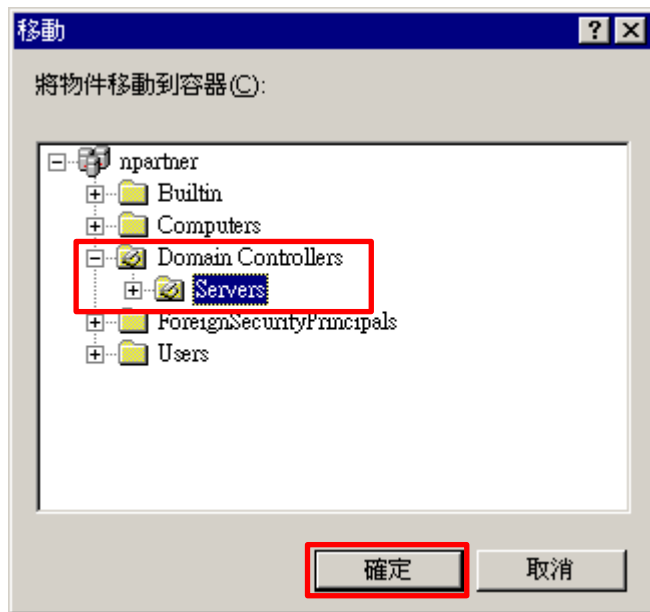 移動
將物件移動到容器(C):
npartner
Builtin
Computers
Domain Controllers
Servers
ForeignSecurityPrincipals
Users
確定 取消